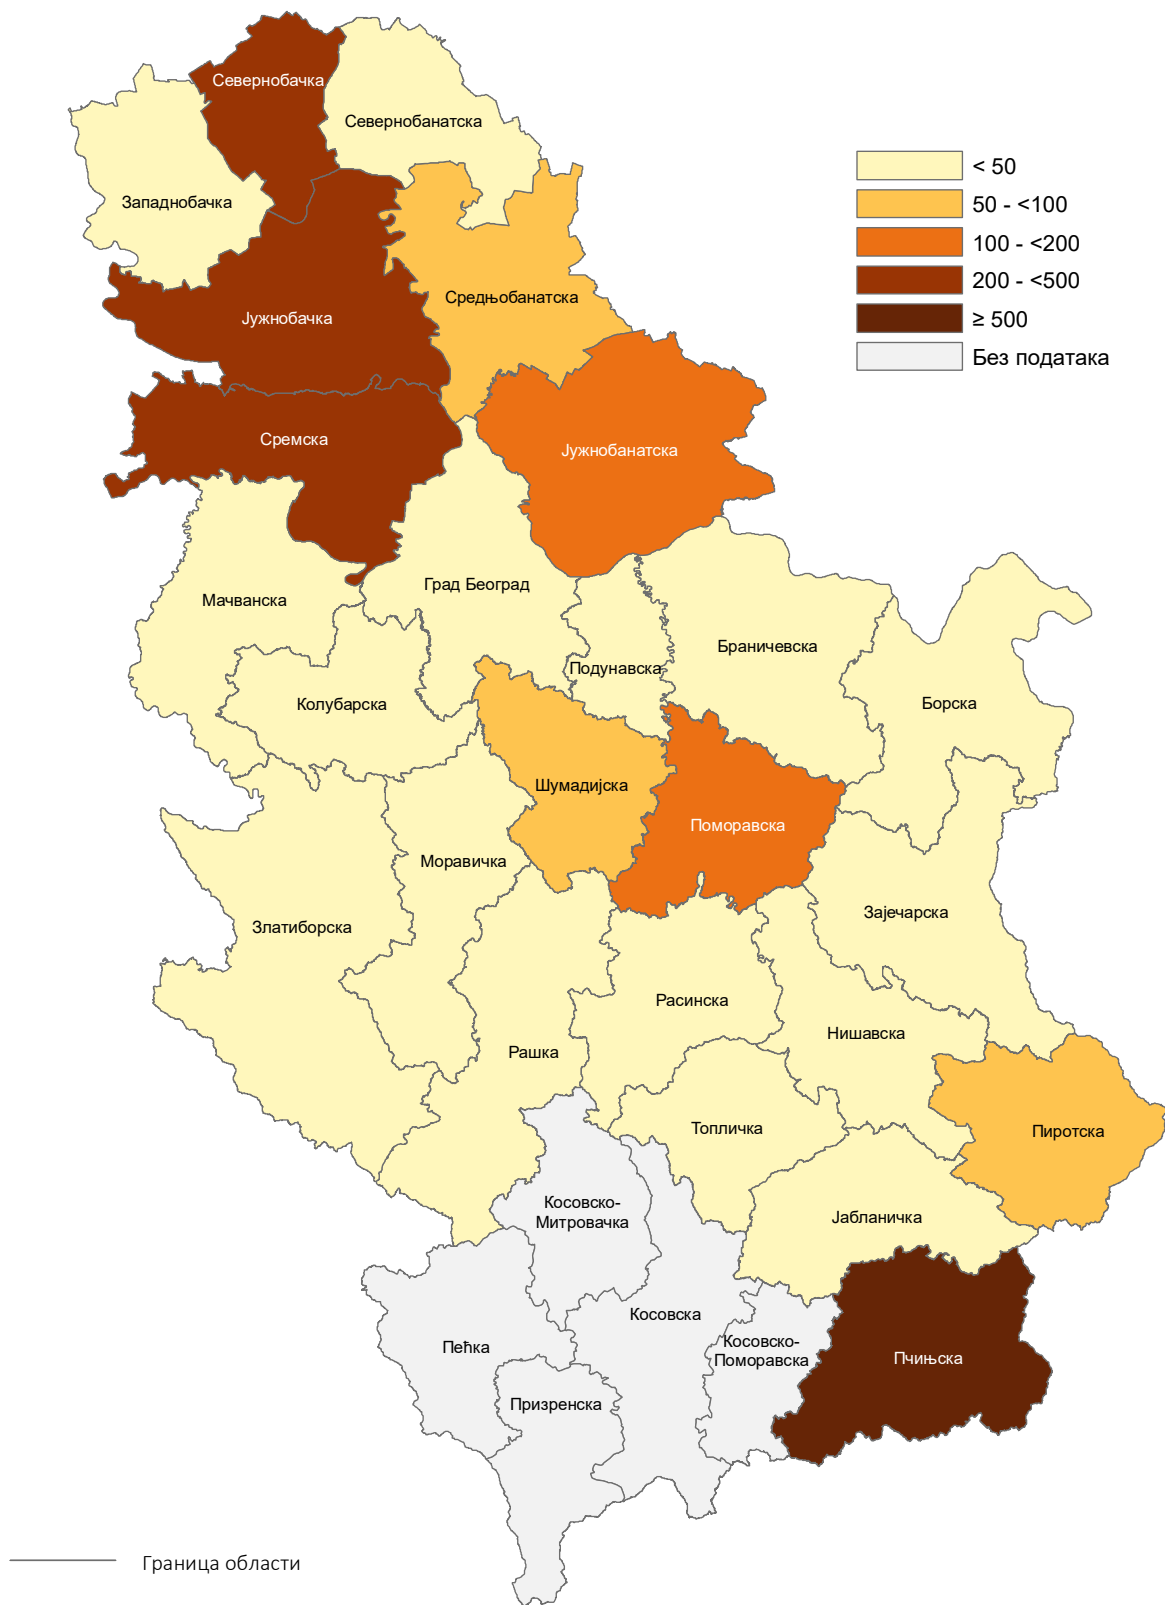 Севернобачка
Севернобанатска
Западнобачка
Средњобанатска
Јужнобачка
Сремска
Јужнобанатска
< 50
50 - <100
100 - <200
200 - <500
≥ 500
Без података
Мачванска
Град Београд
Подунавска
Браничевска
Колубарска
Борска
Шумадијска
Поморавска
Моравичка
Златиборска
Зајечарска
Расинска
Нишавска
Рашка
Топличка
Пиротска
Јабланичка
Косовско-
Митровачка
Косовска
Косовско-
Поморавска
Пећка
Пчињска
Призренска
Граница области